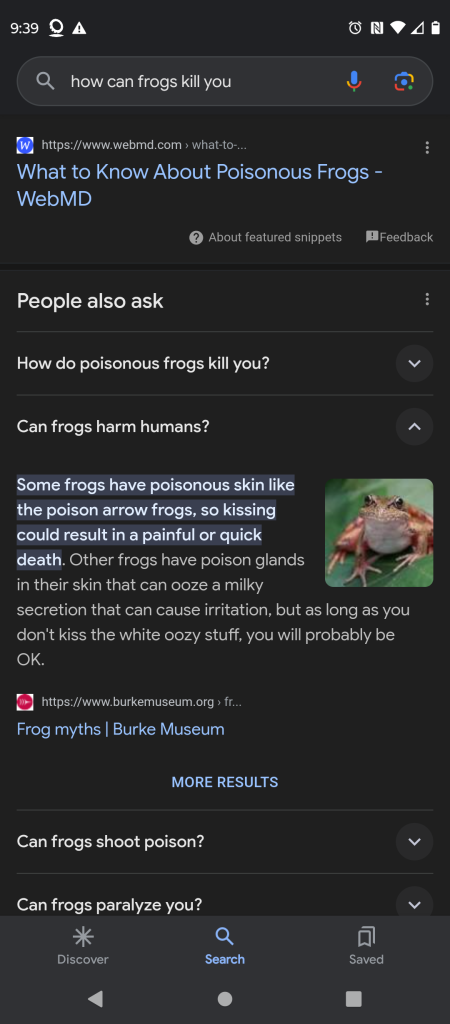 9:39
how can frogs kill you
https://www.webmd.com › what-to-...
What to Know About Poisonous Frogs -
WebMD
About featured snippets Feedback
People also ask
How do poisonous frogs kill you?
Can frogs harm humans?
Some frogs have poisonous skin like
the poison arrow frogs, so kissing
could result in a painful or quick
death. Other frogs have poison glands
in their skin that can ooze a milky
secretion that can cause irritation, but as long as you
don't kiss the white oozy stuff, you will probably be
OK.
https://www.burkemuseum.org › fr...
Frog myths | Burke Museum
MORE RESULTS
Can frogs shoot poison?
Can frogs paralyze you?
Discover Search Saved